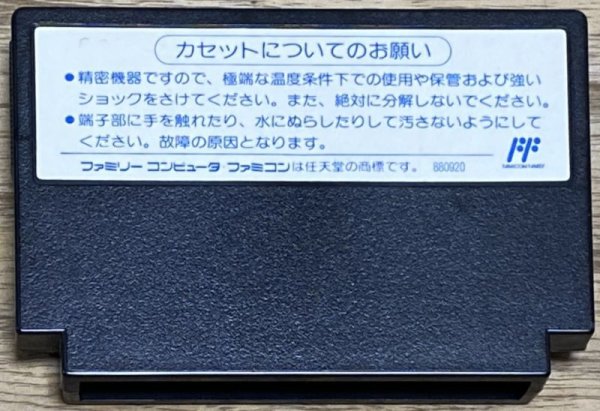 カセットについてのお願い
●精密機器ですので、極端な温度条件下での使用や保管および強い
ショックをさけてください。また、絶対に分解しないでください。
●端子部に手を触れたり、水にぬらしたりして汚さないようにして
ください。故障の原因となります。
ファミリーコンピュータ・ファミコンは任天堂の商標です。 880920
FF